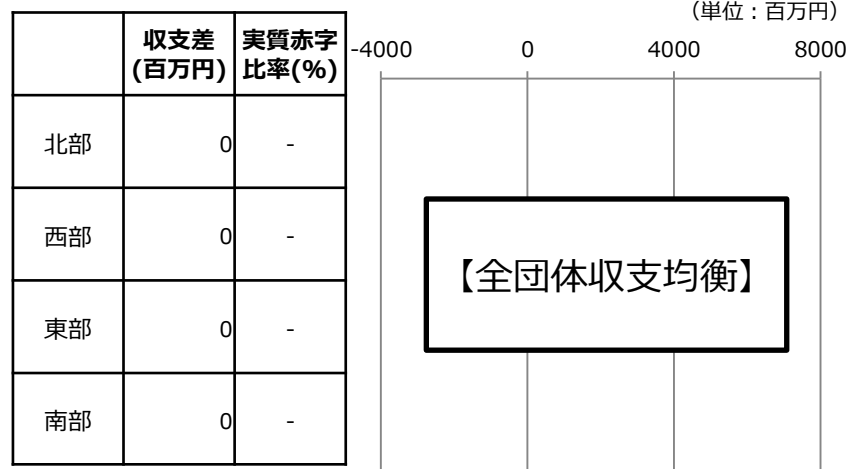 （単位：百万円）
収支差
(百万円)
実質赤字
比率(%)
-4000 0 4000 8000
北部 0 -
西部 0 -
東部 0 -
南部 0 -
【全団体収支均衡】